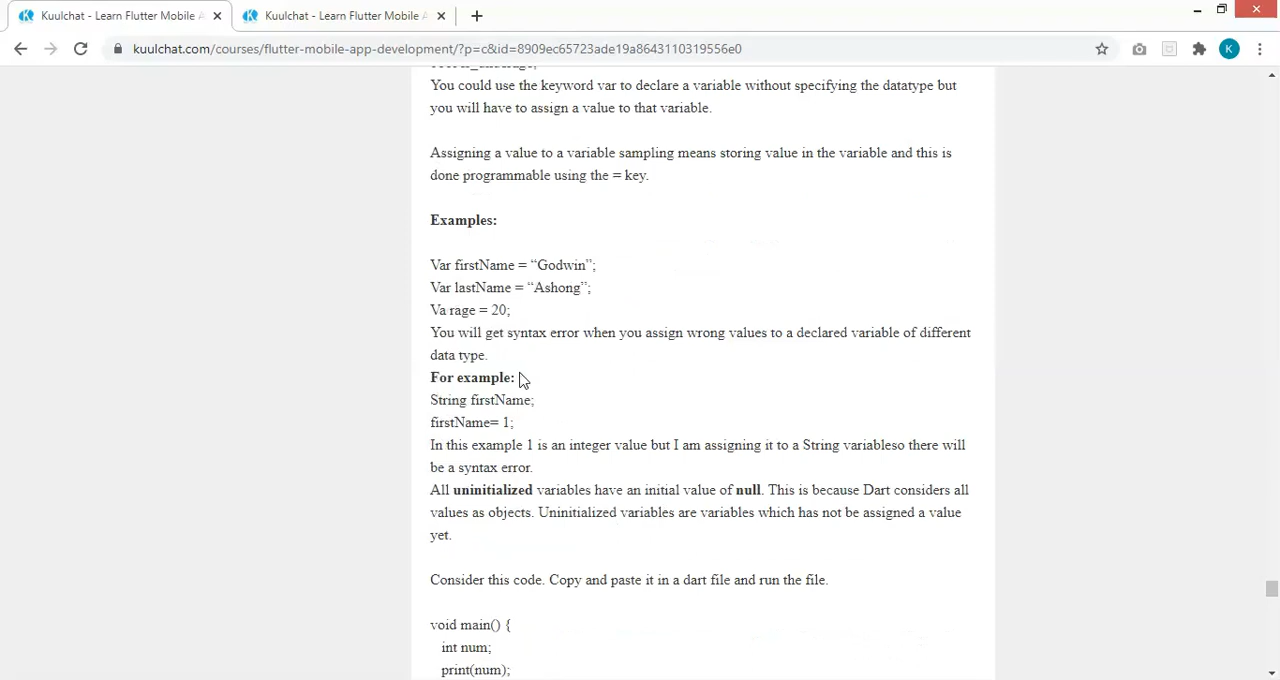 Kuulchat - Learn Flutter Mobile
Kuulchat - Learn Flutter Mobile
kuulchat.com/courses/flutter-mobile-app-development/?p=c&id=8909ec65723ade19a8643110319556e0
K
You could use the keyword var to declare a variable without specifying the datatype but
you will have to assign a value to that variable.
Assigning a value to a variable sampling means storing value in the variable and this is
done programmable using the = key.
Examples:
Var firstName = “Godwin”;
Var lastName = “Ashong”;
Va rage = 20;
You will get syntax error when you assign wrong values to a declared variable of different
data type.
For example:
String firstName;
firstName= 1;
In this example 1 is an integer value but I am assigning it to a String variableso there will
be a syntax error.
All uninitialized variables have an initial value of null. This is because Dart considers all
values as objects. Uninitialized variables are variables which has not be assigned a value
yet.
Consider this code. Copy and paste it in a dart file and run the file.
void main() {
int num;
print(num);